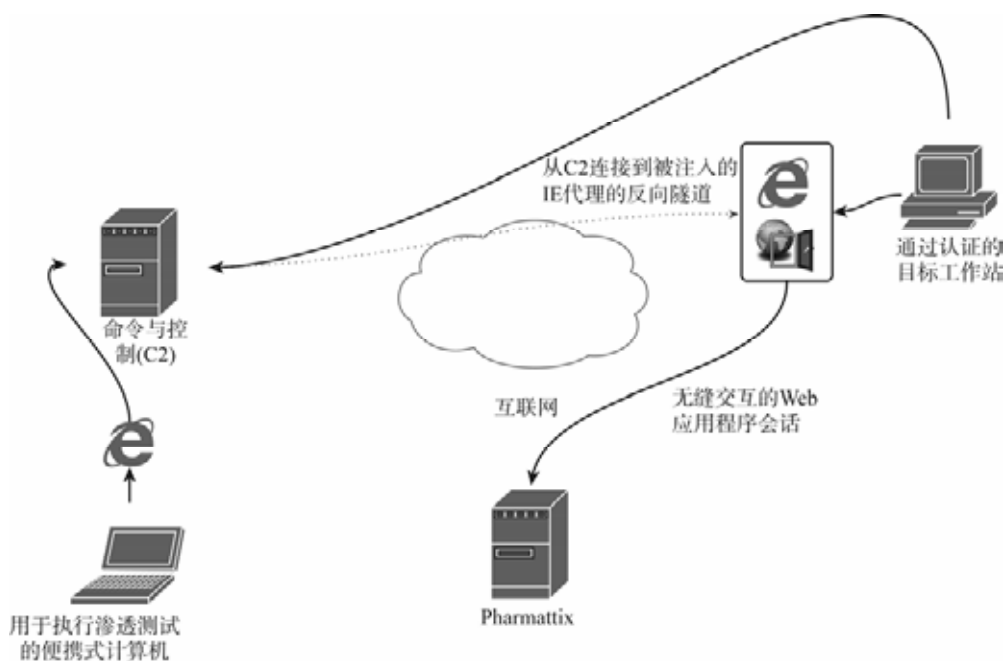 从C2连接到被注入的
IE代理的反向隧道
通过认证的
目标工作站
命令与控
制(C2)
互联网
无缝交互的Web
应用程序会话
Pharmattix
用于执行渗透测试
的便携式计算机